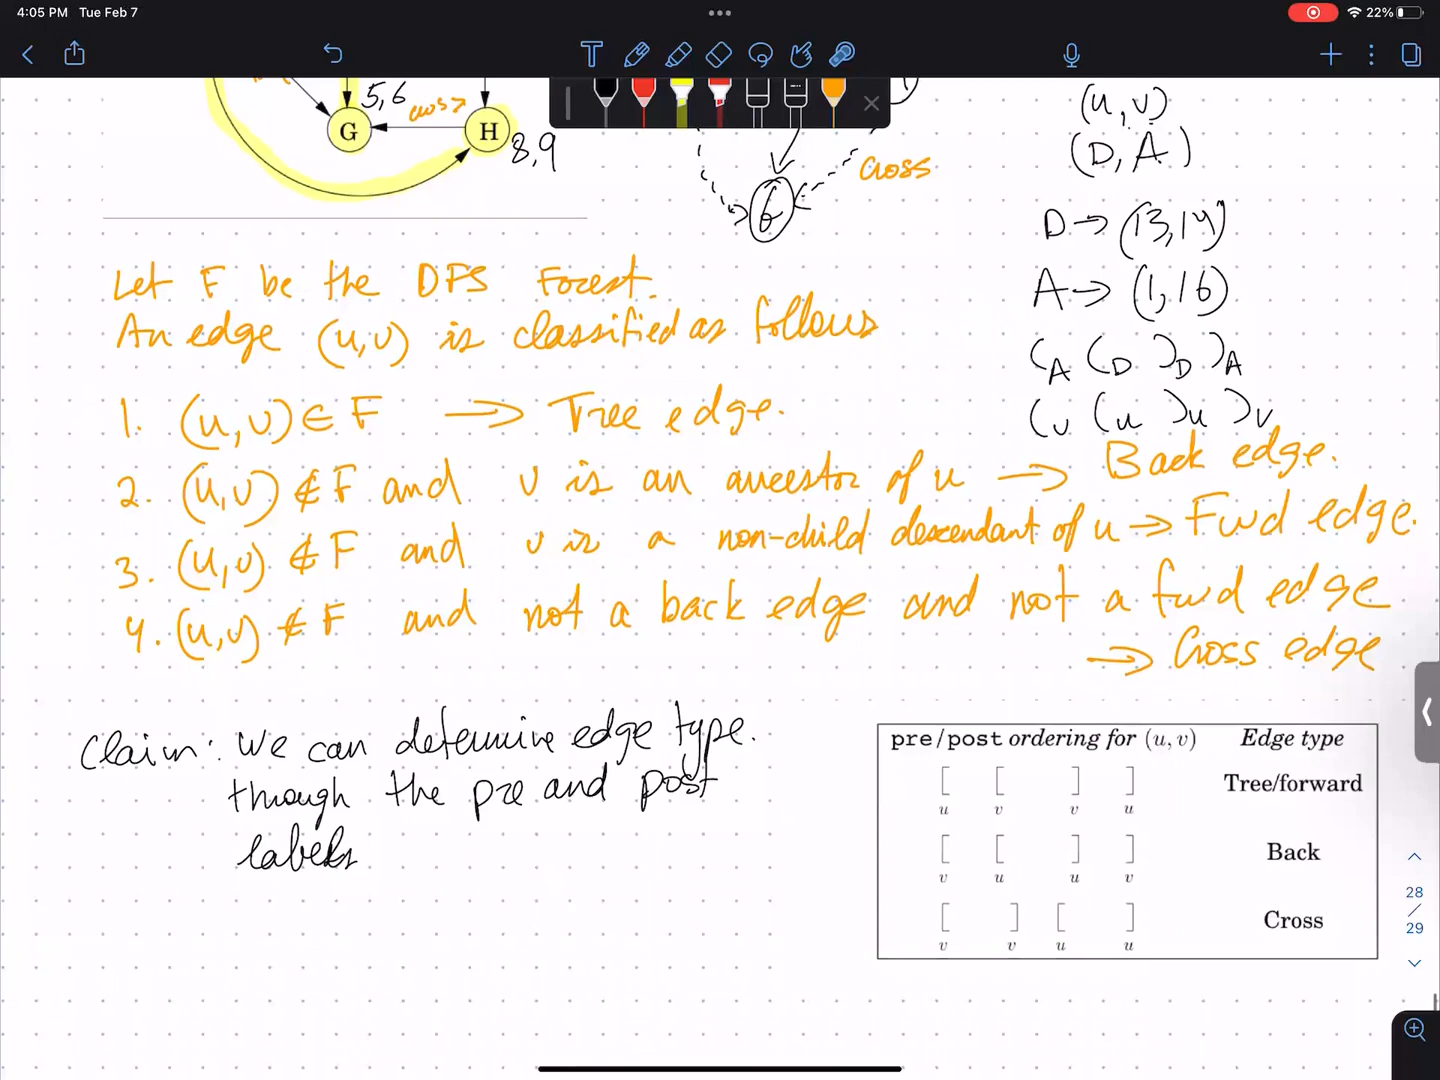 4:05 PM Tue Feb 7
22%
5, 6
cross
G
H
8, 9
G
Cross
(u, v)
(D, A)
D → (13, 14)
A → (1, 16)
(A (D )D )A
(v (u )u )v
Let F be the DFS Forest.
An edge (u, v) is classified as follows
1. (u, v) ∈ F → Tree edge.
2. (u, v) ∉ F and v is an ancestor of u → Back edge.
3. (u, v) ∉ F and v is a non-child descendant of u → Fwd edge.
4. (u, v) ∉ F and not a back edge and not a fwd edge
→ Cross edge
Claim: We can determine edge type.
though the pre and post
labels
pre/post ordering for (u, v) Edge type
[ [ ] ] Tree/forward
u v v u
[ [ ] ] Back
v u u v
[ ] [ ] Cross
v v u u
28
/
29